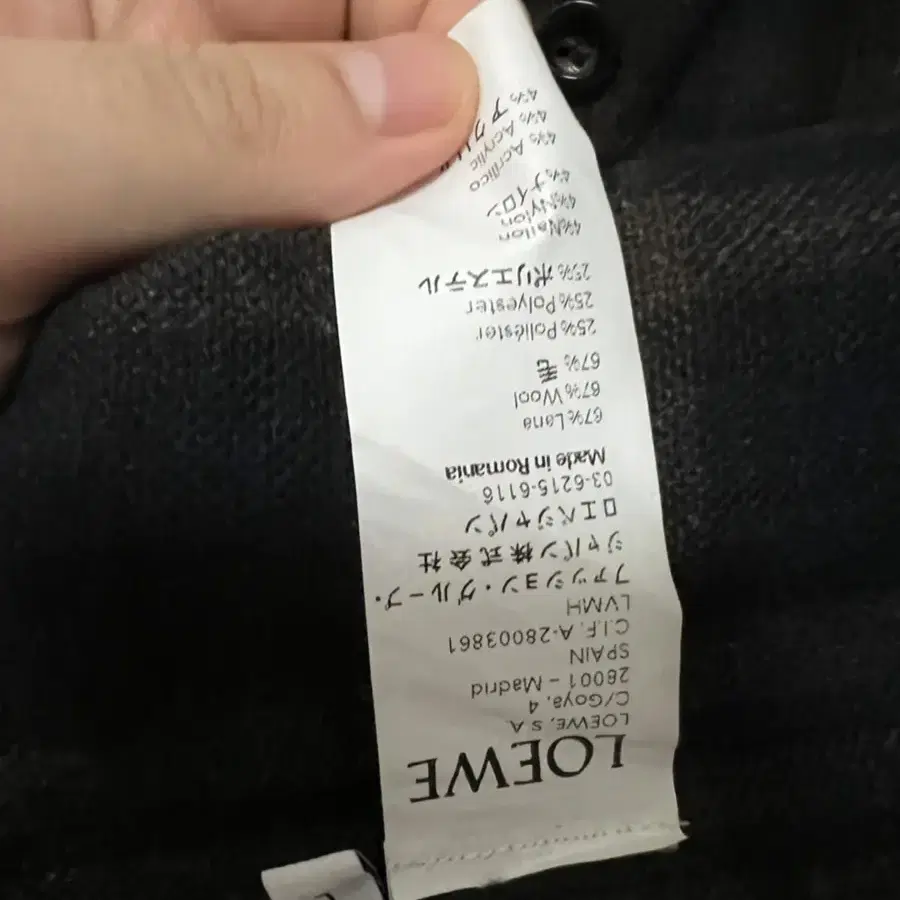 LOEWE
LOEWE, S.A
C/Goya, 4
28001 – Madrid
SPAIN
C.I.F. A-28003861
LVMH
ファッション・グループ・
ジャパン株式会社
ロエベジャパン
03-6215-6116
Made in Romania
67% Lana
67% Wool
67% 毛
25% Poliéster
25% Polyester
25% ポリエステル
4% Nailon
4% Nylon
4% ナイロン
4% Acrílico
4% Acrylic
4% アクリル